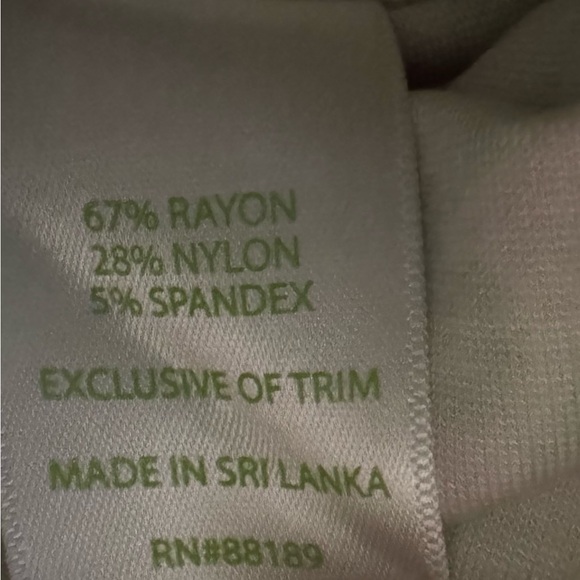 67% RAYON
28% NYLON
5% SPANDEX
EXCLUSIVE OF TRIM
MADE IN SRI LANKA
RN#88189